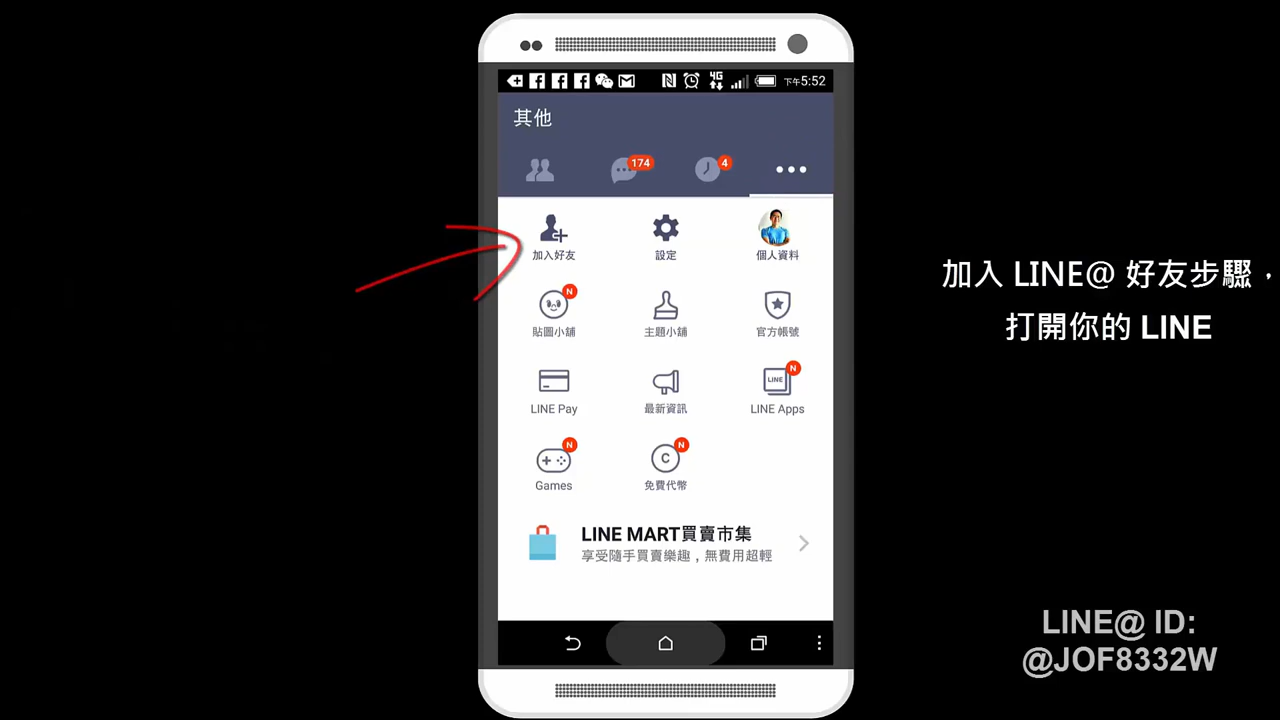 下午5:52
其他
174
4
加入好友
設定
個人資料
N
貼圖小舖
主題小舖
官方帳號
LINE
N
LINE Pay
最新資訊
LINE Apps
N
N
C
Games
免費代幣
LINE MART買賣市集
享受隨手買賣樂趣，無費用超輕
加入 LINE@ 好友步驟，
打開你的 LINE
LINE@ ID:
@JOF8332W